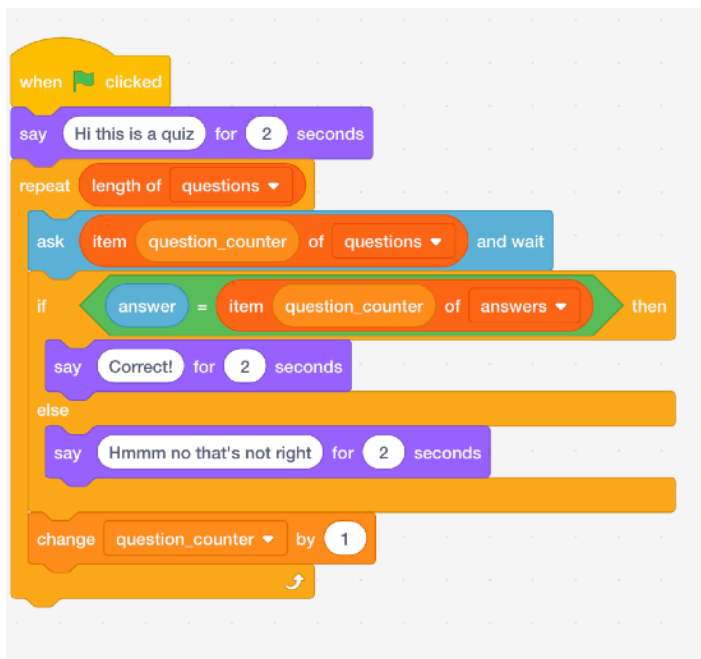 when clicked
say Hi this is a quiz for 2 seconds
repeat length of questions
ask item question_counter of questions and wait
if answer = item question_counter of answers then
say Correct! for 2 seconds
else
say Hmmm no that's not right for 2 seconds
change question_counter by 1